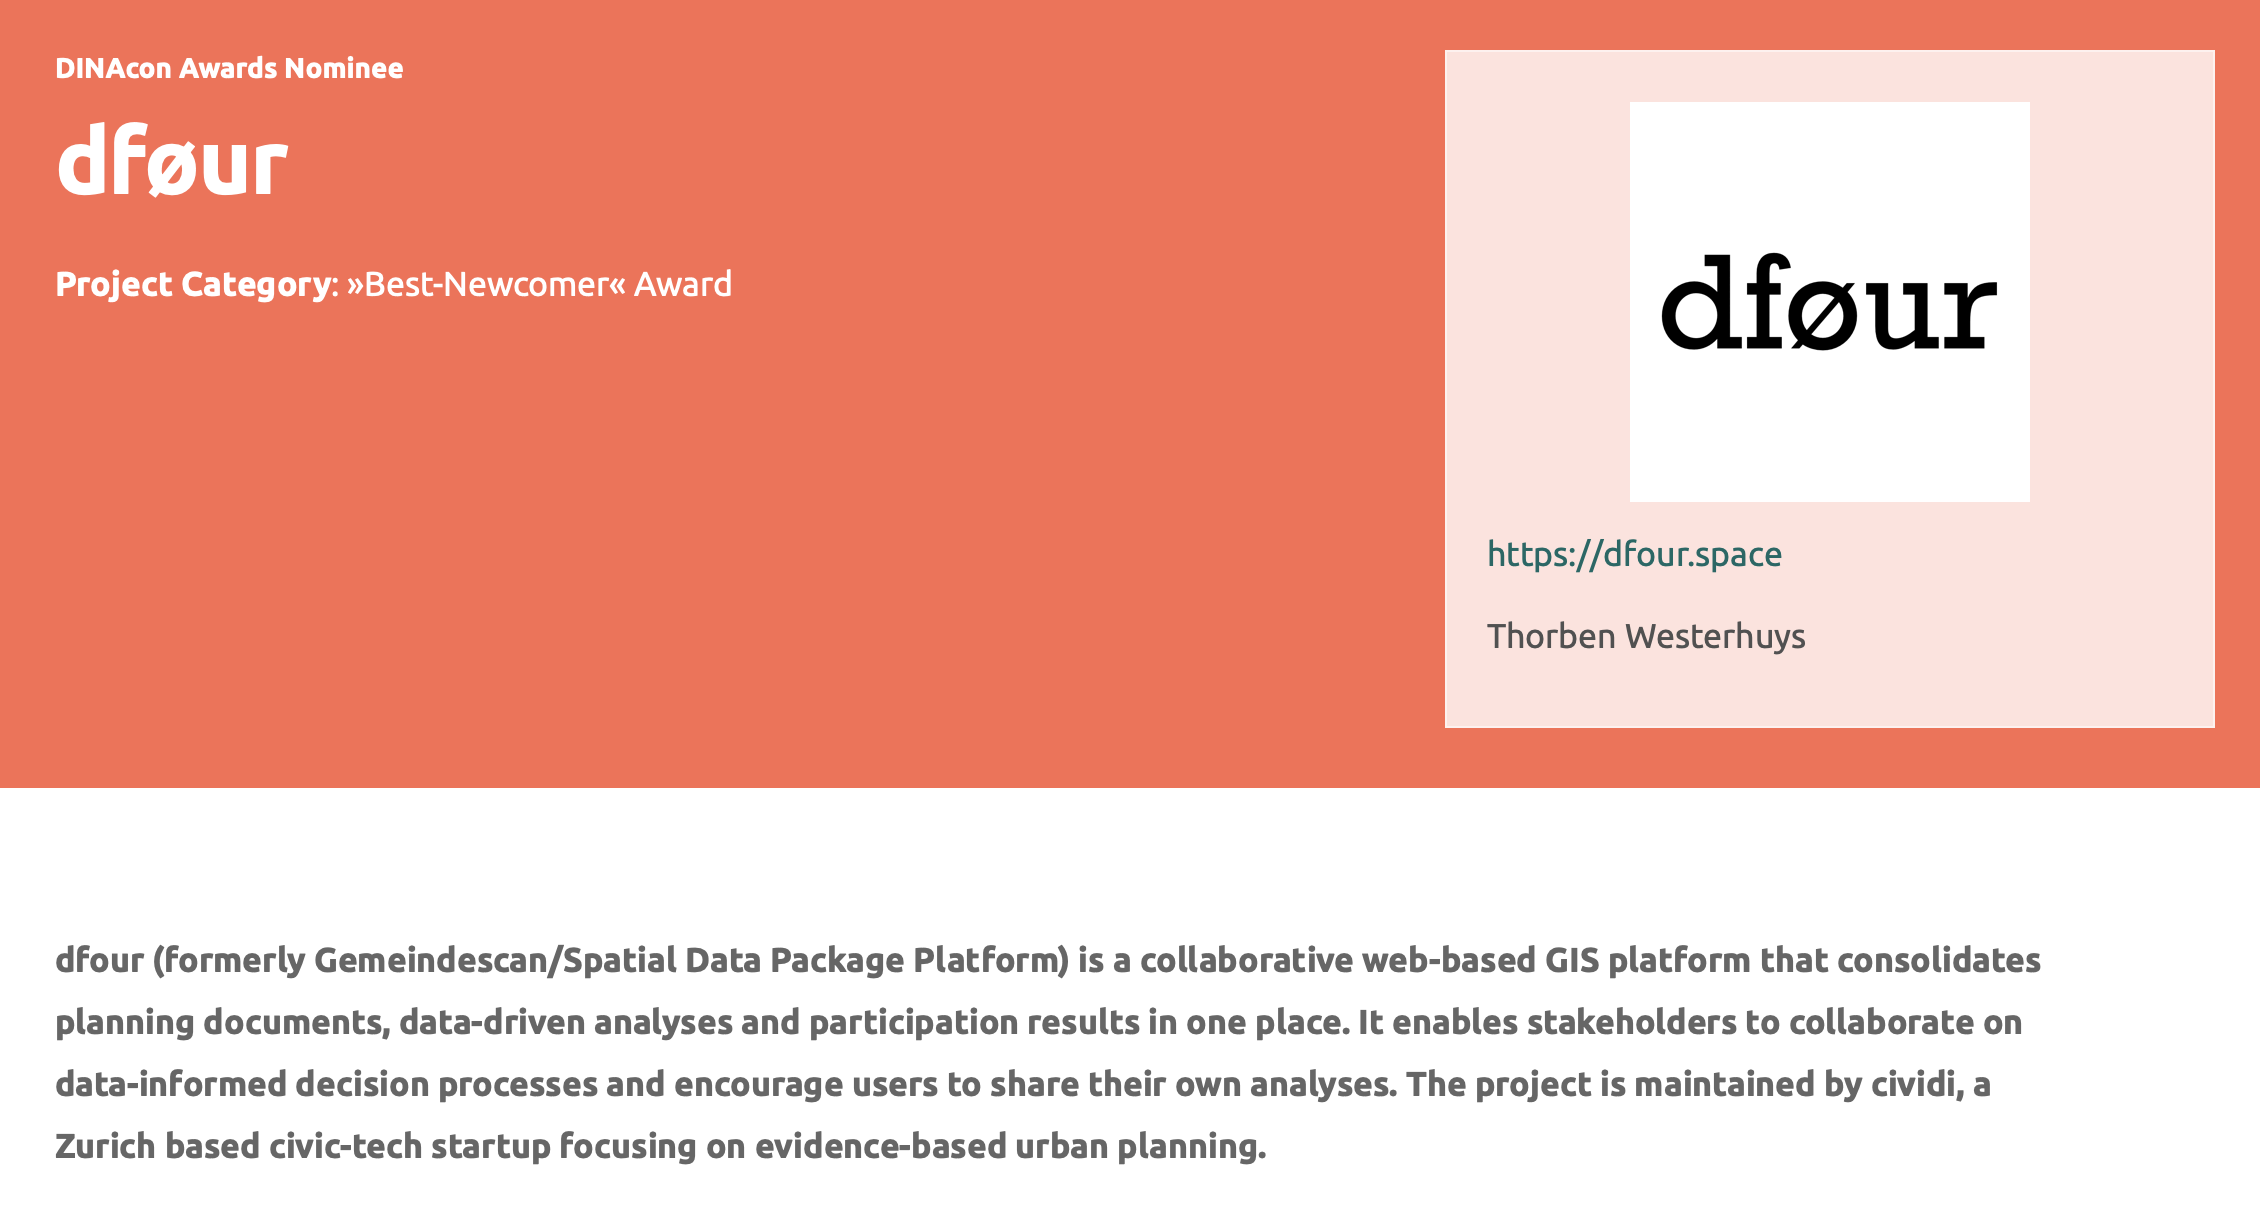 DINAcon Awards Nominee
dføur
Project Category: »Best-Newcomer« Award
dføur
https://dfour.space
Thorben Westerhuys
dfour (formerly Gemeindescan/Spatial Data Package Platform) is a collaborative web-based GIS platform that consolidates
planning documents, data-driven analyses and participation results in one place. It enables stakeholders to collaborate on
data-informed decision processes and encourage users to share their own analyses. The project is maintained by cividi, a
Zurich based civic-tech startup focusing on evidence-based urban planning.